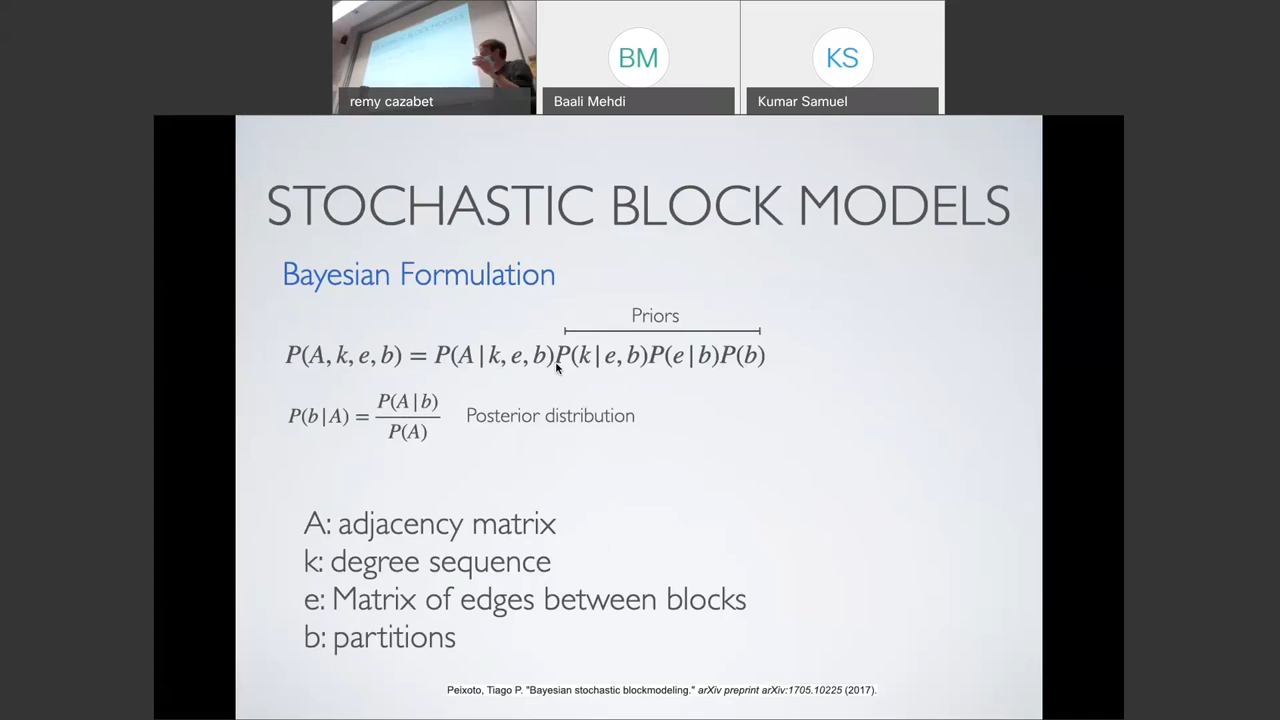 BM
KS
remy cazabet
Baali Mehdi
Kumar Samuel
STOCHASTIC BLOCK MODELS
Bayesian Formulation
Priors
P(A, k, e, b) = P(A | k, e, b)P(k | e, b)P(e | b)P(b)
P(b | A) = P(A | b) / P(A) Posterior distribution
A: adjacency matrix
k: degree sequence
e: Matrix of edges between blocks
b: partitions
Peixoto, Tiago P. "Bayesian stochastic blockmodeling." arXiv preprint arXiv:1705.10225 (2017).